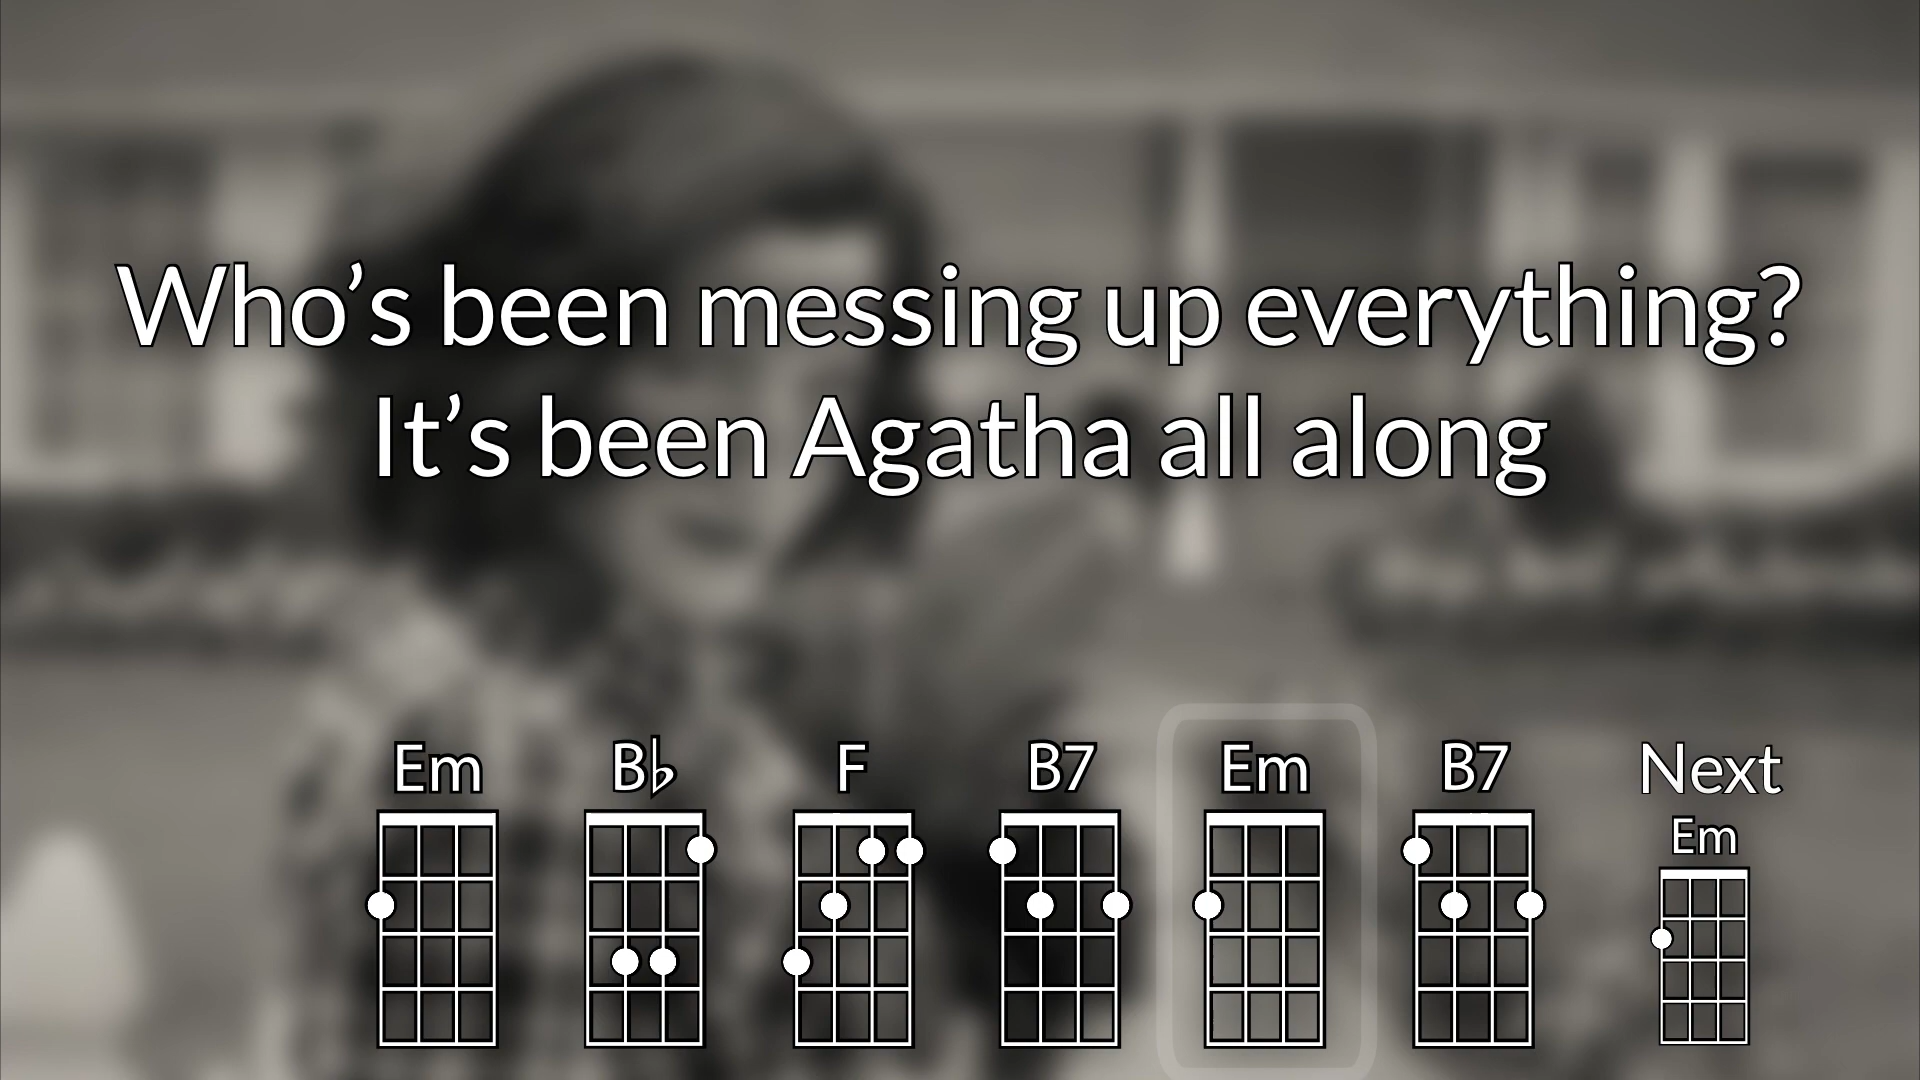 Who’s been messing up everything?
It’s been Agatha all along
Em B♭ F B7 Em B7 Next
Em